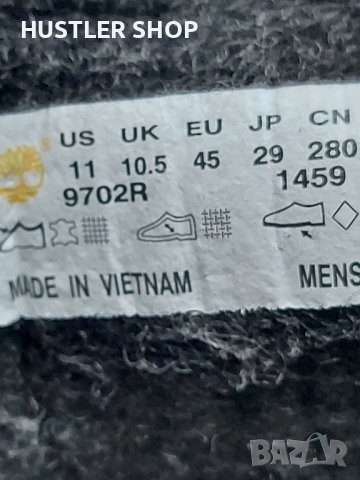 HUSTLER SHOP
US UK EU JP CN
11 10.5 45 29 280
9702R 1459
MADE IN VIETNAM MENS
BAZAR